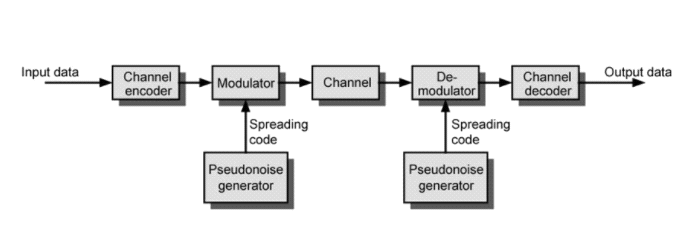 Input data
Channel
encoder
Modulator
Channel
De-
modulator
Channel
decoder
Output data
Spreading
code
Spreading
code
Pseudonoise
generator
Pseudonoise
generator